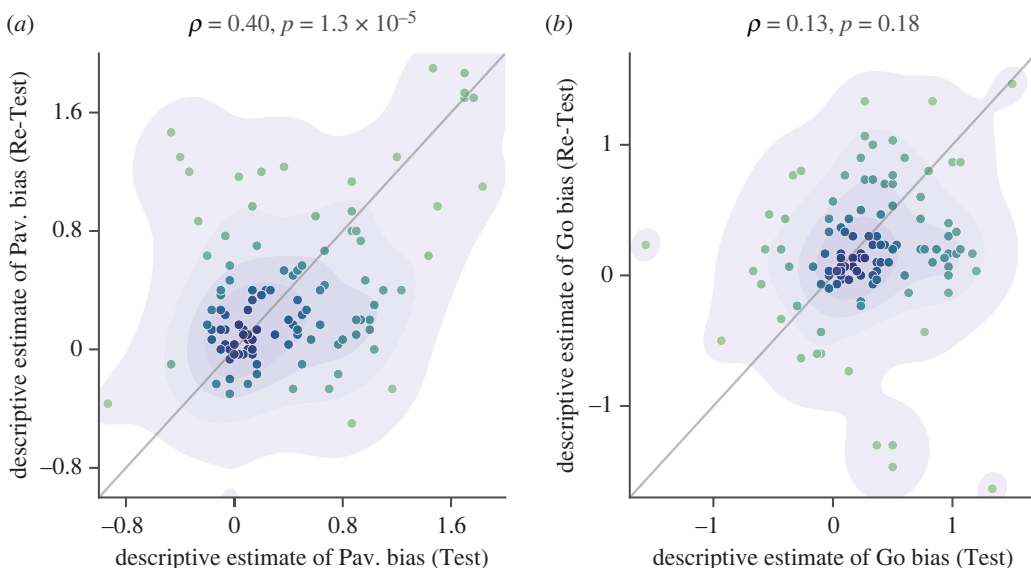 (a)
ρ = 0.40, p = 1.3 × 10–5
descriptive estimate of Pav. bias (Re-Test)
1.6
0.8
0
–0.8
–0.8 0 0.8 1.6
descriptive estimate of Pav. bias (Test)
(b)
ρ = 0.13, p = 0.18
descriptive estimate of Go bias (Re-Test)
1
0
–1
–1 0 1
descriptive estimate of Go bias (Test)